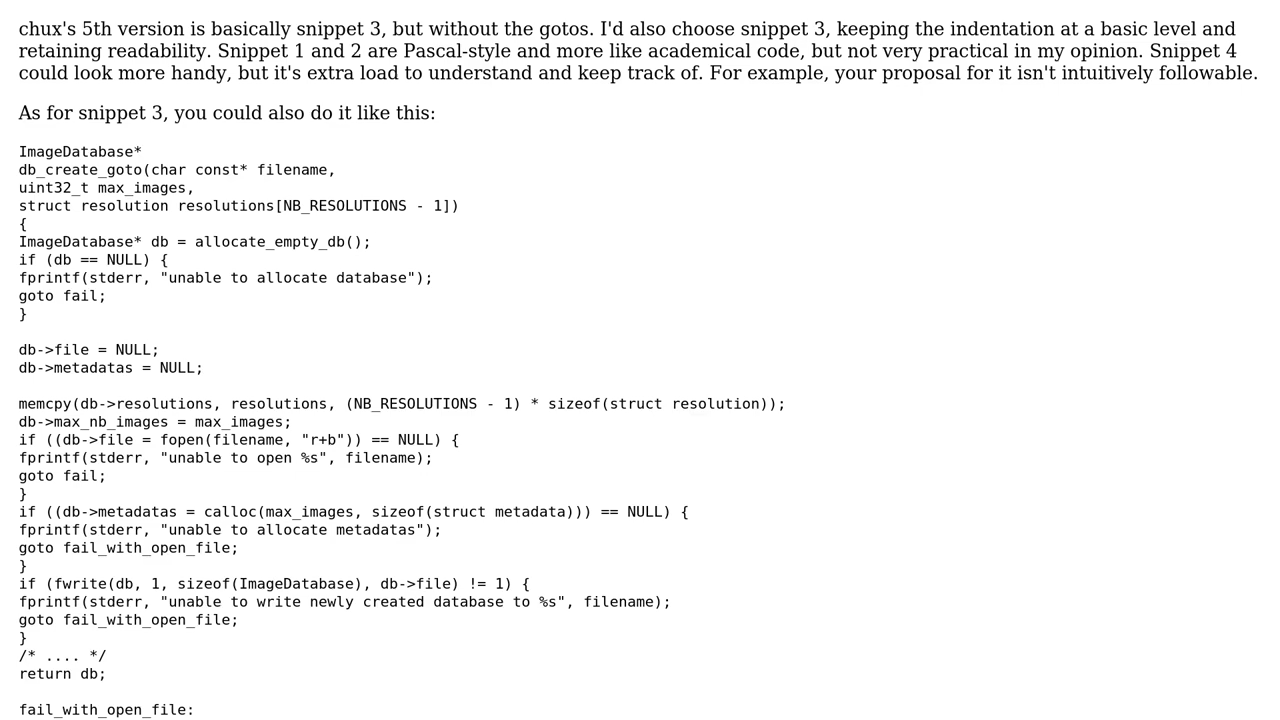 chux's 5th version is basically snippet 3, but without the gotos. I'd also choose snippet 3, keeping the indentation at a basic level and
retaining readability. Snippet 1 and 2 are Pascal-style and more like academical code, but not very practical in my opinion. Snippet 4
could look more handy, but it's extra load to understand and keep track of. For example, your proposal for it isn't intuitively followable.
As for snippet 3, you could also do it like this:
ImageDatabase*
db_create_goto(char const* filename,
uint32_t max_images,
struct resolution resolutions[NB_RESOLUTIONS - 1])
{
ImageDatabase* db = allocate_empty_db();
if (db == NULL) {
fprintf(stderr, "unable to allocate database");
goto fail;
}
db->file = NULL;
db->metadatas = NULL;
memcpy(db->resolutions, resolutions, (NB_RESOLUTIONS - 1) * sizeof(struct resolution));
db->max_nb_images = max_images;
if ((db->file = fopen(filename, "r+b")) == NULL) {
fprintf(stderr, "unable to open %s", filename);
goto fail;
}
if ((db->metadatas = calloc(max_images, sizeof(struct metadata))) == NULL) {
fprintf(stderr, "unable to allocate metadatas");
goto fail_with_open_file;
}
if (fwrite(db, 1, sizeof(ImageDatabase), db->file) != 1) {
fprintf(stderr, "unable to write newly created database to %s", filename);
goto fail_with_open_file;
}
/* .... */
return db;
fail_with_open_file: